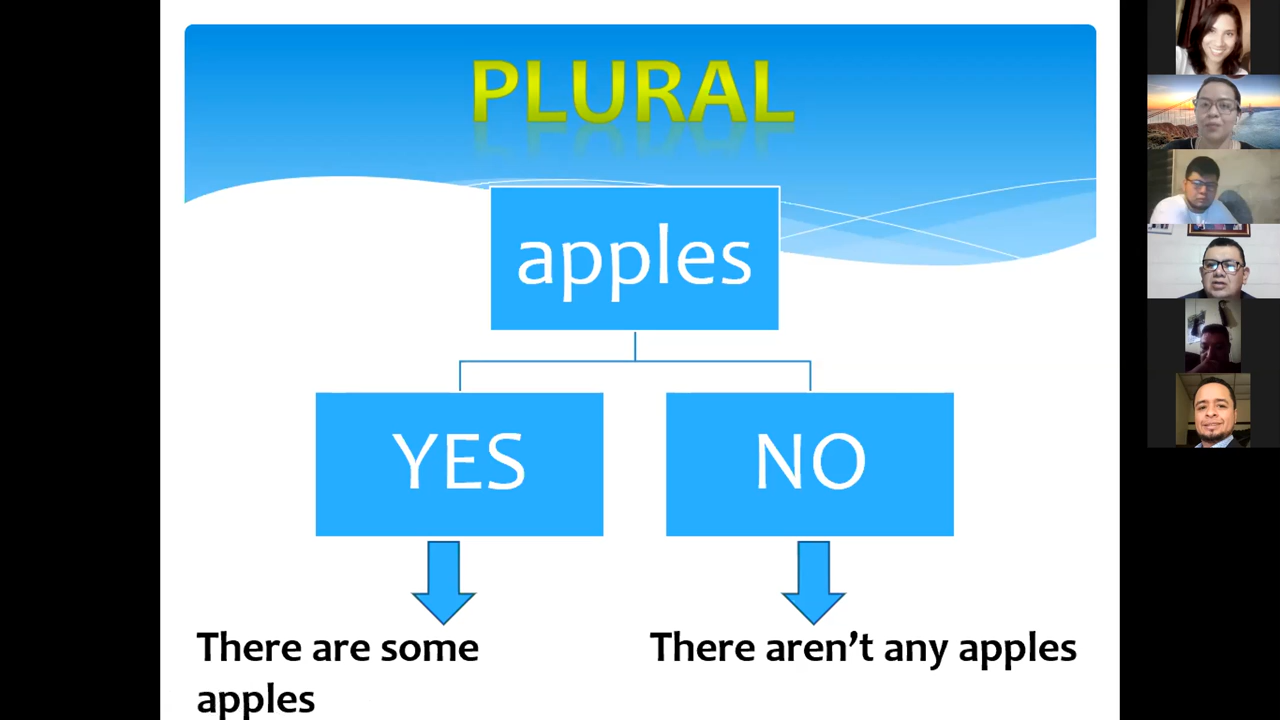 PLURAL
apples
YES
NO
There are some
apples
There aren’t any apples